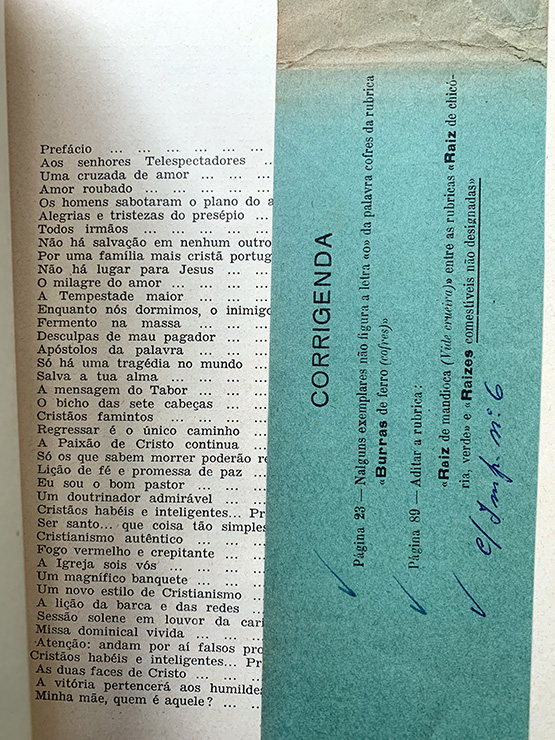 Prefácio ... ... ... ... ... ...
Aos senhores Telespectadores ..
Uma cruzada de amor ... ... ...
Amor roubado ... ... ... ... ...
Os homens sabotaram o plano do a
Alegrias e tristezas do presépio ...
Todos irmãos ... ... ... ... ...
Não há salvação em nenhum outro
Por uma família mais cristã portug
Não há lugar para Jesus ... ...
O milagre do amor ... ... ... ...
A Tempestade maior ... ... ...
Enquanto nós dormimos, o inimigo
Fermento na massa ... ... ...
Desculpas de mau pagador ... ...
Apóstolos da palavra ... ... ...
Só há uma tragédia no mundo ...
Salva a tua alma ... ... ... ...
A mensagem do Tabor ... ... ...
O bicho das sete cabeças ... ...
Cristãos famintos ... ... ... ...
Regressar é o único caminho ...
A Paixão de Cristo continua ...
Só os que sabem morrer poderão re
Lição de fé e promessa de paz ...
Eu sou o bom pastor ... ... ...
Um doutrinador admirável ... ...
Cristãos habéis e inteligentes... Pr
Ser santo... que coisa tão simples
Cristianismo autêntico ... ... ...
Fogo vermelho e crepitante ... ...
A Igreja sois vós ... ... ... ...
Um magnífico banquete ... ... ...
Um novo estilo de Cristianismo ...
A lição da barca e das redes ...
Sessão solene em louvor da cari
Missa dominical vivida ... ... ...
Atenção: andam por aí falsos pro
Cristãos habéis e inteligentes... Pr
As duas faces de Cristo ... ...
A vitória pertencerá aos humildes
Minha mãe, quem é aquele? ... ...
CORRIGENDA
Página 23 — Nalguns exemplares não figura a letra «o» da palavra cofres da rubrica
«Burras de ferro (cofres)»
Página 89 — Aditar a rubrica:
«Raiz de mandioca (Vide crueira)» entre as rubricas «Raiz de chicó-
ria, verde» e «Raizes comestíveis não designadas»
c/ Imp. n.º 6